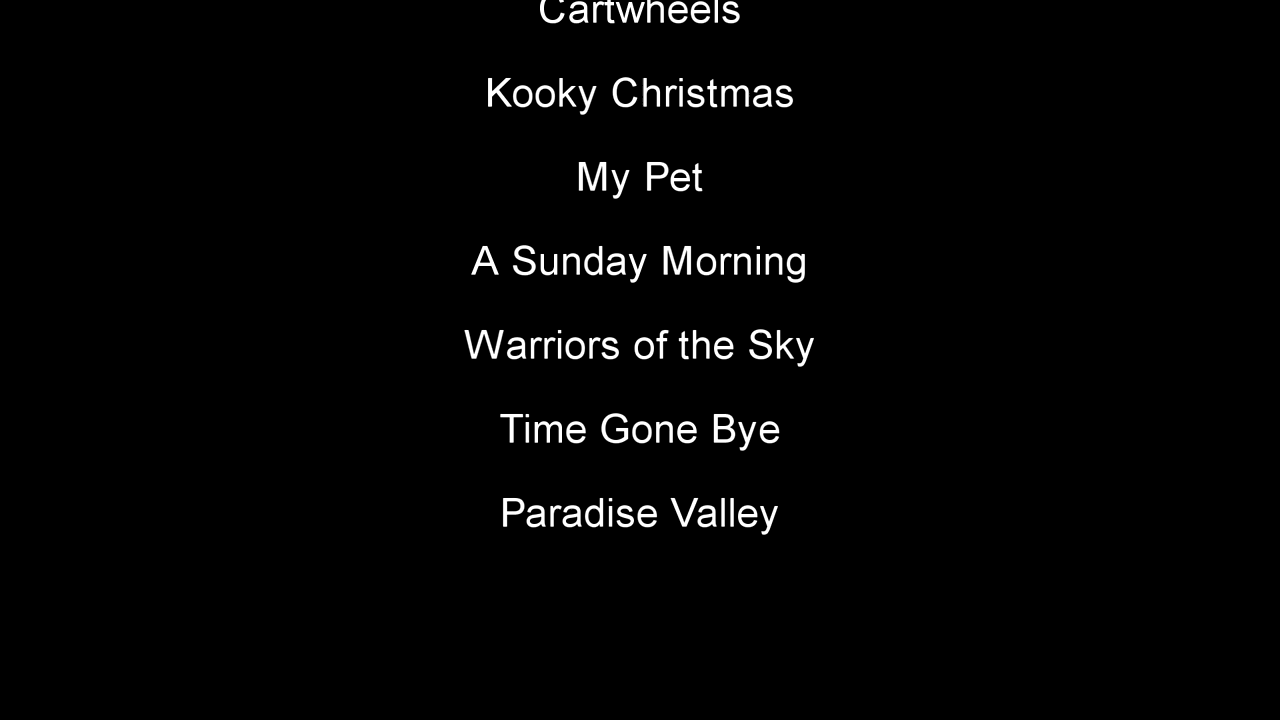 Cartwheels
Kooky Christmas
My Pet
A Sunday Morning
Warriors of the Sky
Time Gone Bye
Paradise Valley